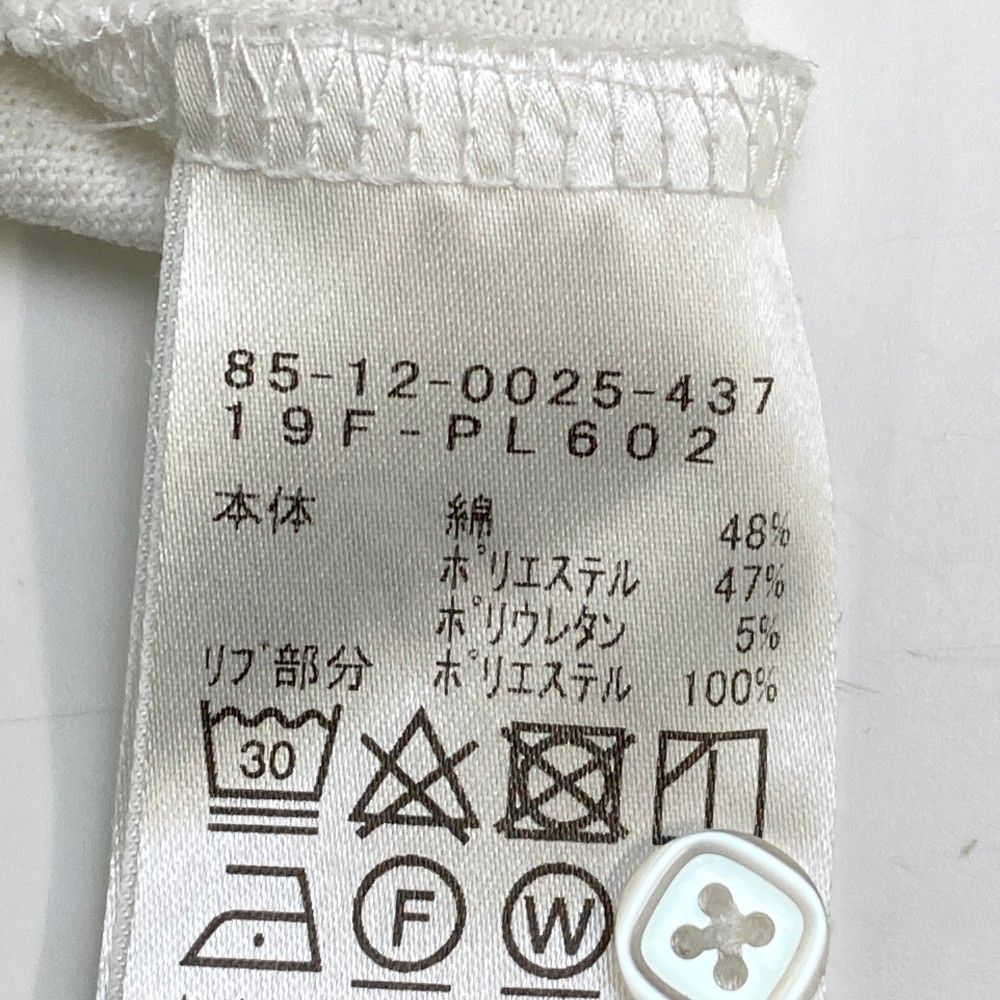 85-12-0025-437
19F-PL602
本体 綿 48%
ポリエステル 47%
ポリウレタン 5%
リブ部分 ポリエステル 100%
30
F W